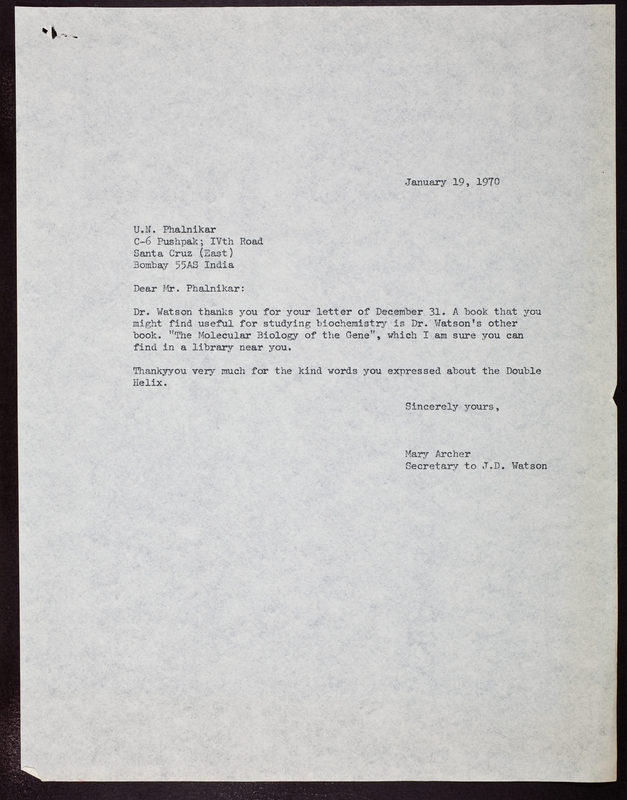 January 19, 1970
U.N. Phalnikar
C-6 Pushpak; IVth Road
Santa Cruz (East)
Bombay 55AS India
Dear Mr. Phalnikar:
Dr. Watson thanks you for your letter of December 31. A book that you
might find useful for studying biochemistry is Dr. Watson's other
book. "The Molecular Biology of the Gene", which I am sure you can
find in a library near you.
Thankyyou very much for the kind words you expressed about the Double
Helix.
Sincerely yours,
Mary Archer
Secretary to J.D. Watson